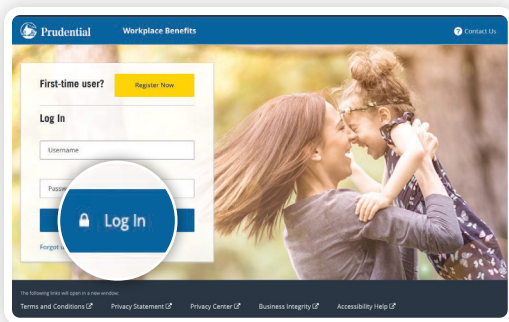 Prudential
Workplace Benefits
? Contact Us
First-time user?
Register Now
Log In
Username
Passw
Log In
Forgot
The following links will open in a new window:
Terms and Conditions
Privacy Statement
Privacy Center
Business Integrity
Accessibility Help